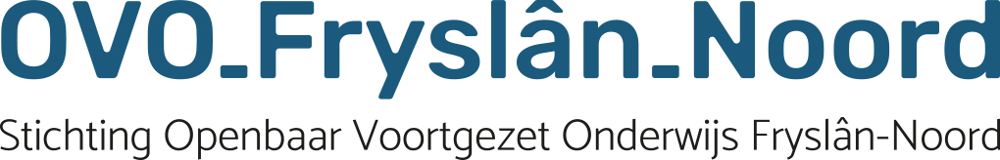 OVO_Fryslân_Noord
Stichting Openbaar Voortgezet Onderwijs Fryslân-Noord